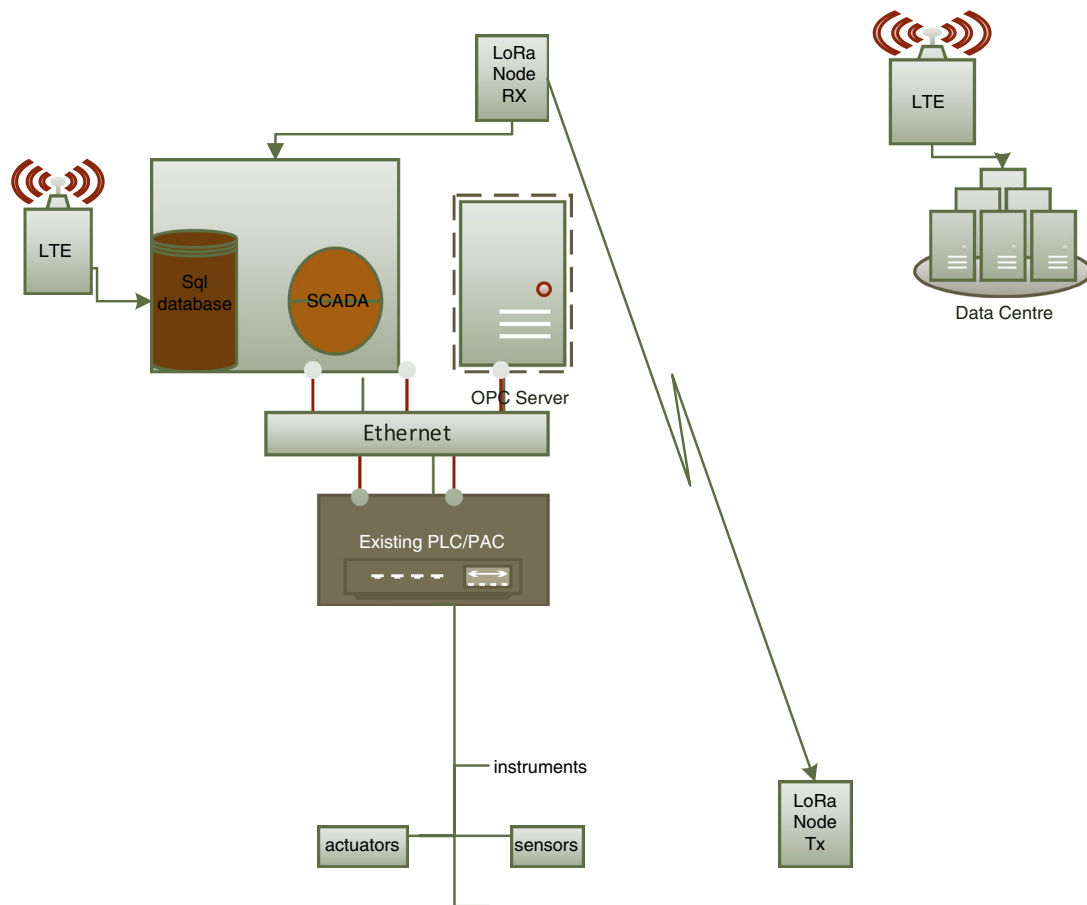 LoRa
Node
RX
LTE
LTE
Sql
database
SCADA
Data Centre
OPC Server
Ethernet
Existing PLC/PAC
instruments
LoRa
Node
Tx
actuators
sensors